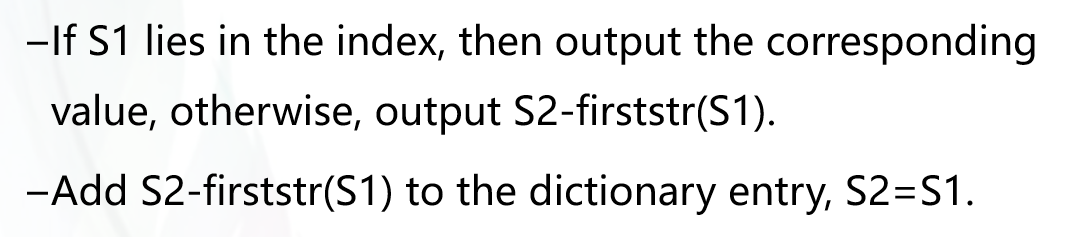 –If S1 lies in the index, then output the corresponding
value, otherwise, output S2-firststr(S1).
–Add S2-firststr(S1) to the dictionary entry, S2=S1.